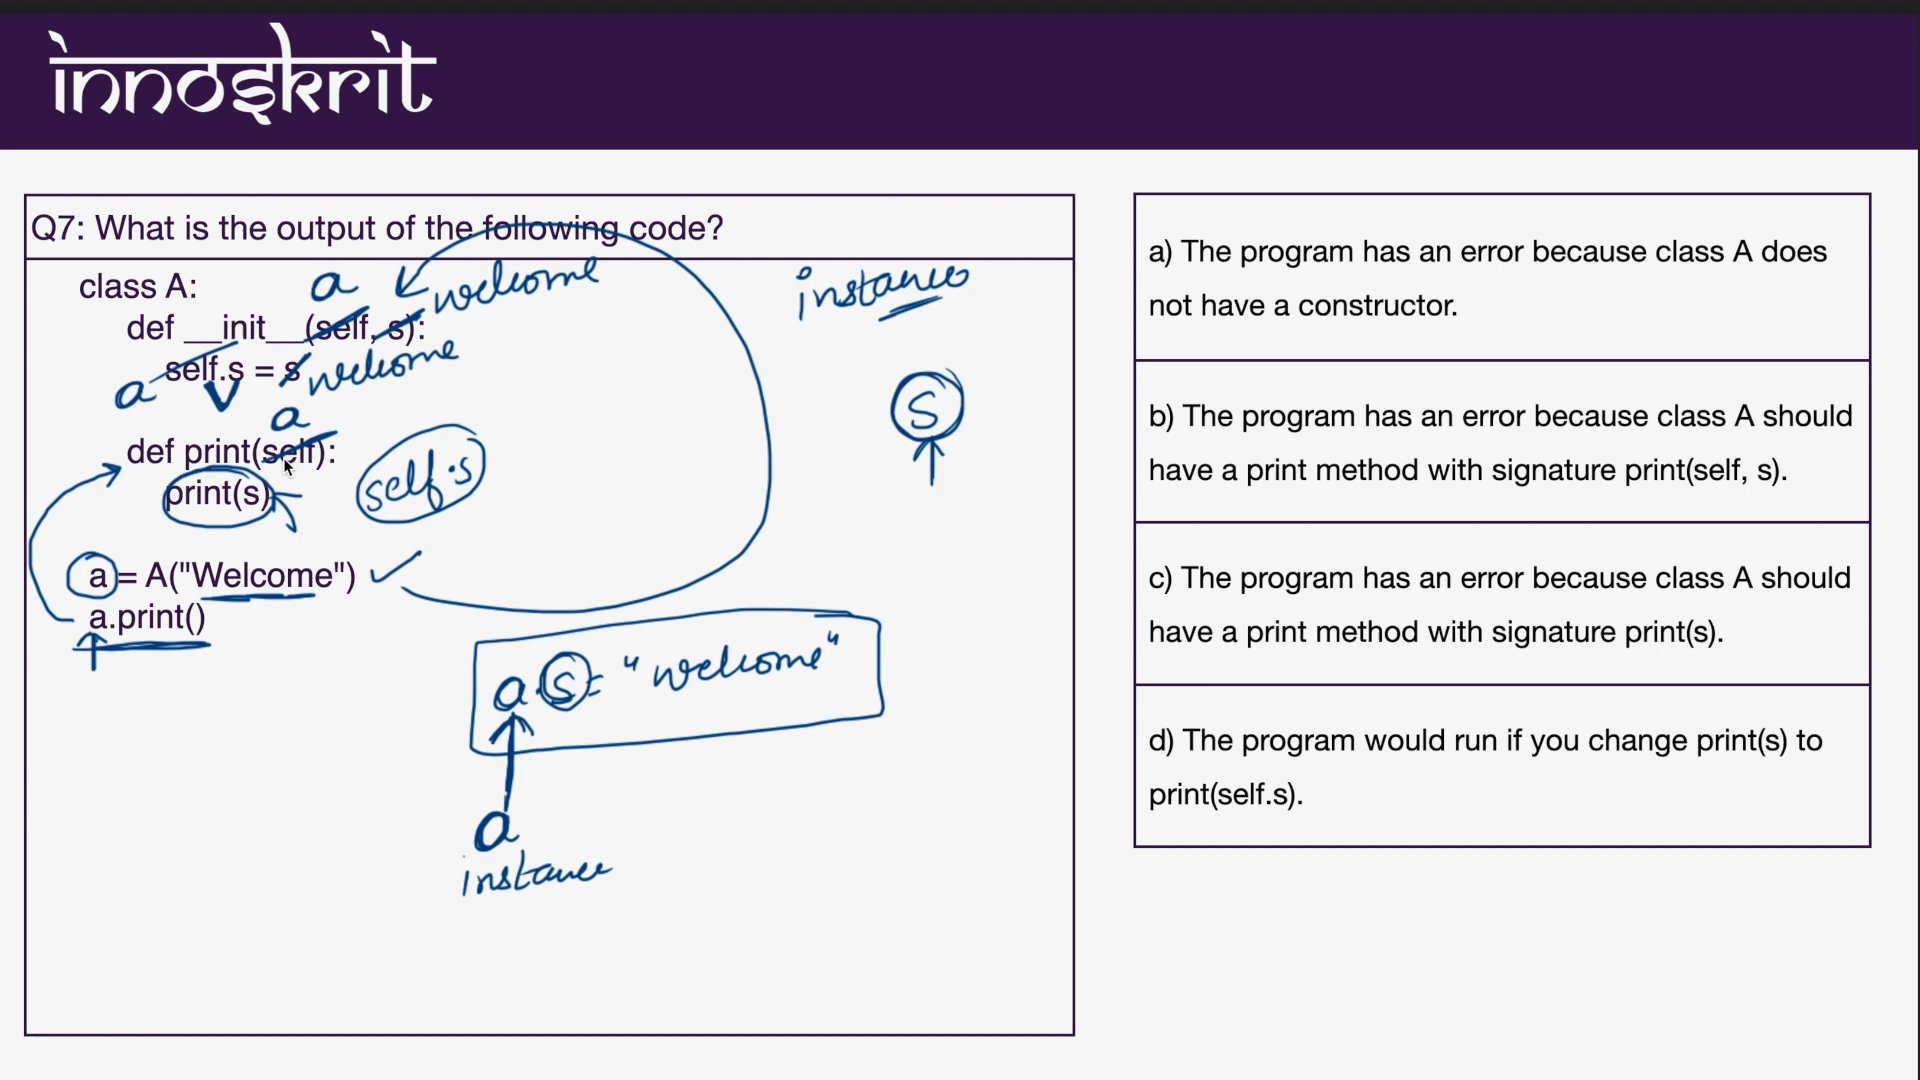 innoskrit
Q7: What is the output of the following code?
class A:
a welcome
def __init__(self, s):
self.s = s
a welcome
a
def print(self):
print(s)
self.s
a = A("Welcome")
a.print()
a.s = "welcome"
a
instance
instance
s
a) The program has an error because class A does
not have a constructor.
b) The program has an error because class A should
have a print method with signature print(self, s).
c) The program has an error because class A should
have a print method with signature print(s).
d) The program would run if you change print(s) to
print(self.s).